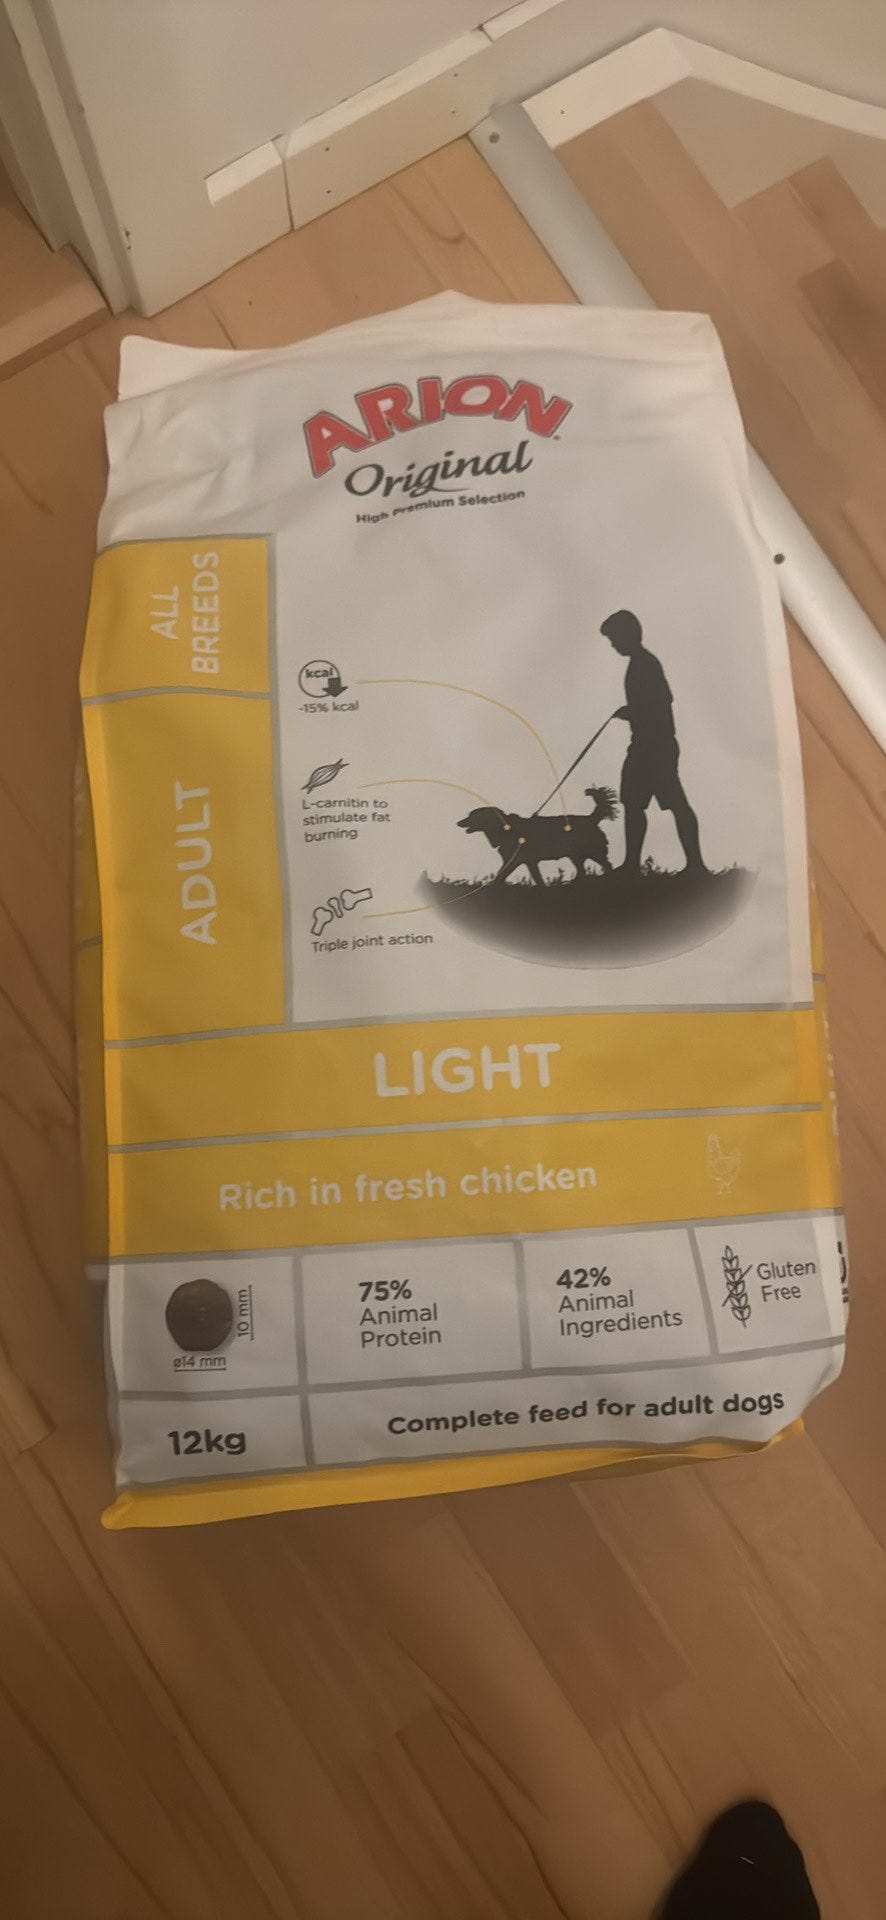 ARION
Original
High Premium Selection
ALL
BREEDS
ADULT
kcal
-15% kcal
L-carnitin to
stimulate fat
burning
Triple joint action
LIGHT
Rich in fresh chicken
10 mm
ø14 mm
75%
Animal
Protein
42%
Animal
Ingredients
Gluten
Free
12kg
Complete feed for adult dogs